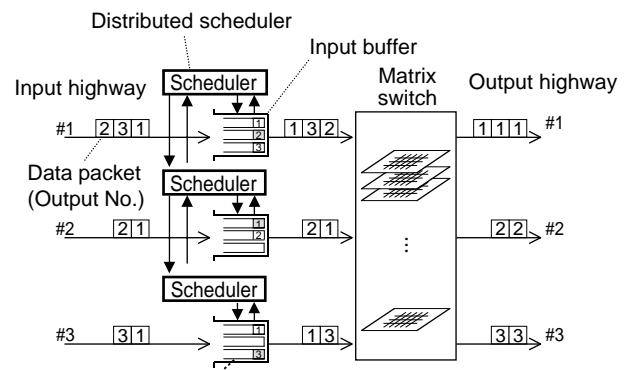 Distributed scheduler
Input buffer
Scheduler
Matrix
switch
Output highway
Input highway
1
2
3
#1
2 3 1
1 3 2
1 1 1
#1
Data packet
(Output No.)
Scheduler
1
2
#2
2 1
2 1
2 2
#2
Scheduler
1
3
#3
3 1
1 3
3 3
#3